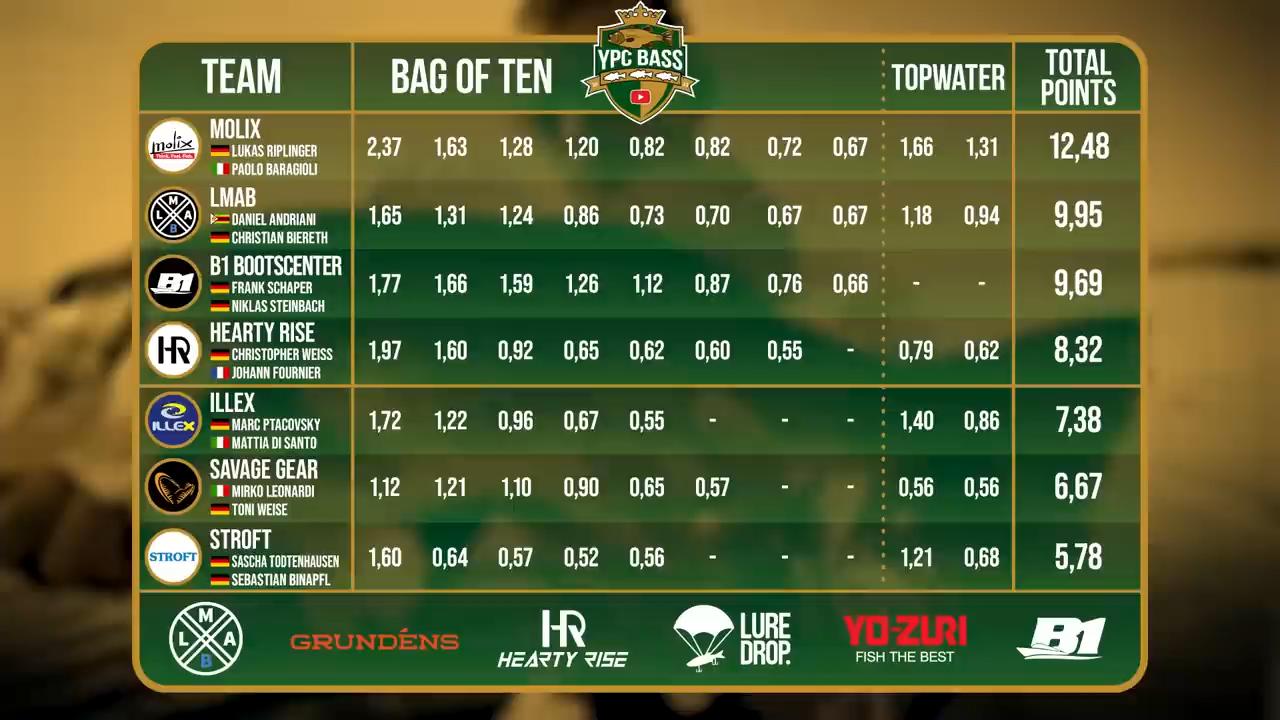 YPC BASS
TEAM BAG OF TEN TOPWATER TOTAL POINTS
molix
Think. Feel. Fish.
MOLIX
LUKAS RIPLINGER
PAOLO BARAGIOLI
2,37 1,63 1,28 1,20 0,82 0,82 0,72 0,67 1,66 1,31 12,48
L M A B
LMAB
DANIEL ANDRIANI
CHRISTIAN BIERETH
1,65 1,31 1,24 0,86 0,73 0,70 0,67 0,67 1,18 0,94 9,95
B1
B1 BOOTSCENTER
FRANK SCHAPER
NIKLAS STEINBACH
1,77 1,66 1,59 1,26 1,12 0,87 0,76 0,66 - - 9,69
HR
HEARTY RISE
CHRISTOPHER WEISS
JOHANN FOURNIER
1,97 1,60 0,92 0,65 0,62 0,60 0,55 - 0,79 0,62 8,32
ILLEX
ILLEX
MARC PTACOVSKY
MATTIA DI SANTO
1,72 1,22 0,96 0,67 0,55 - - - 1,40 0,86 7,38
SAVAGE GEAR
MIRKO LEONARDI
TONI WEISE
1,12 1,21 1,10 0,90 0,65 0,57 - - 0,56 0,56 6,67
STROFT
STROFT
SASCHA TODTENHAUSEN
SEBASTIAN BINAPFL
1,60 0,64 0,57 0,52 0,56 - - - 1,21 0,68 5,78
L M A B
GRUNDÉNS
HR
HEARTY RISE
LURE
DROP.
YO-ZURI
FISH THE BEST
B1